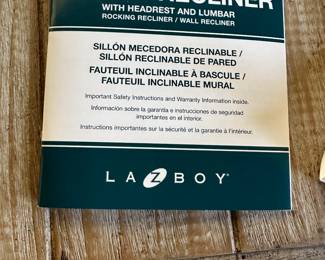 RECLINER
WITH HEADREST AND LUMBAR
ROCKING RECLINER / WALL RECLINER
SILLÓN MECEDORA RECLINABLE /
SILLÓN RECLINABLE DE PARED
FAUTEUIL INCLINABLE À BASCULE /
FAUTEUIL INCLINABLE MURAL
Important Safety Instructions and Warranty Information inside.
Información sobre la garantia e instrucciones de seguridad
importantes en el interior.
Instructions importantes sur la sécurité et la garantie à l'intérieur.
LA Z BOY